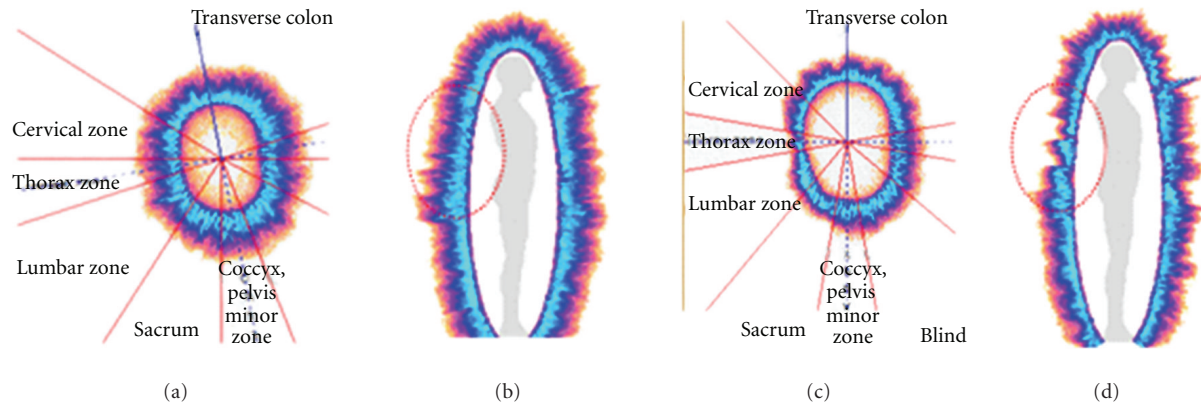 Transverse colon
Cervical zone
Thorax zone
Lumbar zone
Sacrum
Coccyx,
pelvis
minor
zone
(a)
(b)
Transverse colon
Cervical zone
Thorax zone
Lumbar zone
Sacrum
Coccyx,
pelvis
minor
zone
Blind
(c)
(d)